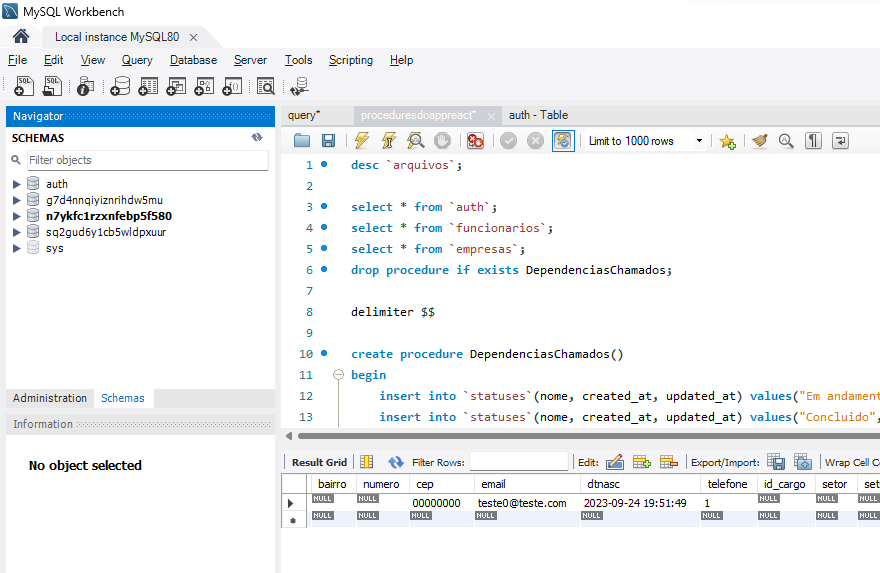 MySQL Workbench
Local instance MySQL80
File Edit View Query Database Server Tools Scripting Help
Navigator
SCHEMAS
Filter objects
auth
g7d4nnqiyiznrihdw5mu
n7ykfc1rzxnfebp5f580
sq2gud6y1cb5wldpxuur
sys
Administration Schemas
Information
No object selected
query* proceduresdoappreact* auth - Table
Limit to 1000 rows
1 desc `arquivos`;
2
3 select * from `auth`;
4 select * from `funcionarios`;
5 select * from `empresas`;
6 drop procedure if exists DependenciasChamados;
7
8 delimiter $$
9
10 create procedure DependenciasChamados()
11 begin
12 insert into `statuses`(nome, created_at, updated_at) values("Em andament
13 insert into `statuses`(nome, created_at, updated_at) values("Concluido",
Result Grid Filter Rows: Edit: Export/Import: Wrap Cell Co
bairro numero cep email dtnasc telefone id_cargo setor set
NULL NULL 00000000 teste0@teste.com 2023-09-24 19:51:49 1 NULL NULL NULL
NULL NULL NULL NULL NULL NULL NULL NULL NULL